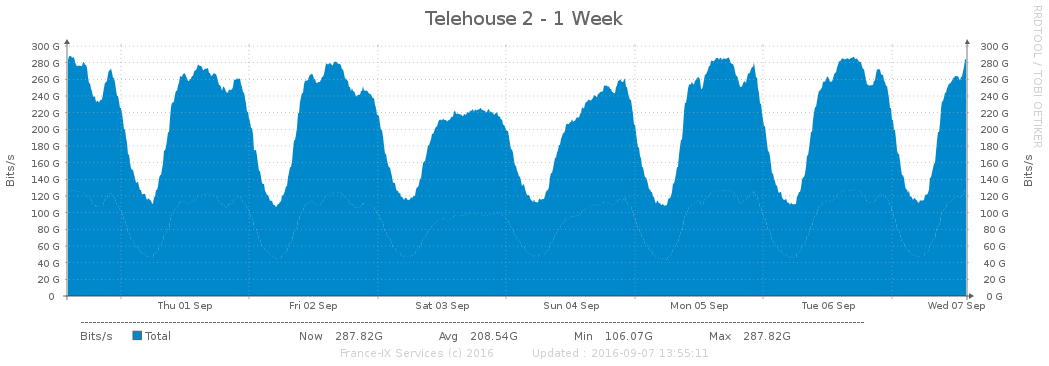 Telehouse 2 - 1 Week
RRDTOOL / TOBI OETIKER
300 G 300 G
280 G 280 G
260 G 260 G
240 G 240 G
220 G 220 G
200 G 200 G
180 G 180 G
160 G 160 G
140 G 140 G
120 G 120 G
100 G 100 G
80 G 80 G
60 G 60 G
40 G 40 G
20 G 20 G
0 0 G
Bits/s
Bits/s
Thu 01 Sep Fri 02 Sep Sat 03 Sep Sun 04 Sep Mon 05 Sep Tue 06 Sep Wed 07 Sep
Bits/s Total Now 287.82G Avg 208.54G Min 106.07G Max 287.82G
France-IX Services (c) 2016 Updated : 2016-09-07 13:55:11